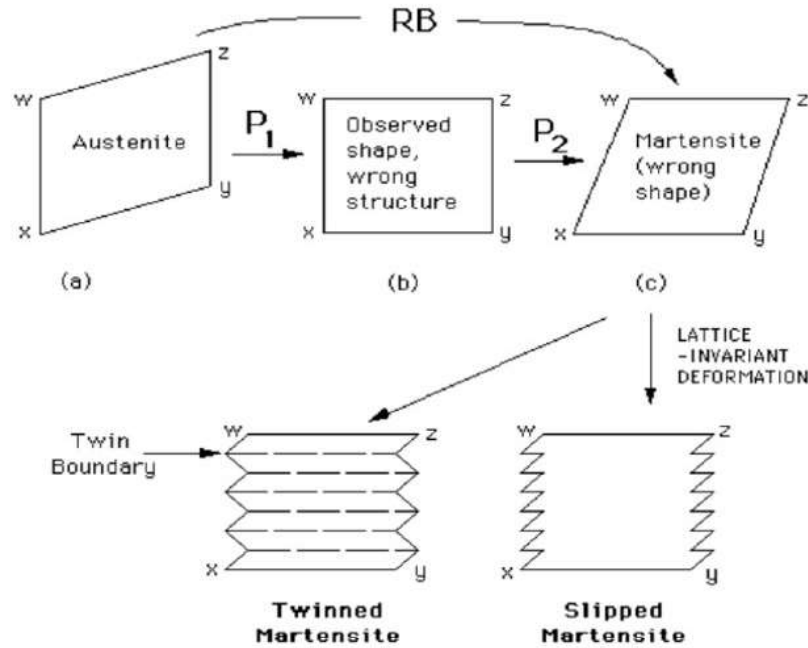 RB
z
w
Austenite
y
x
(a)
P1
w z
Observed
shape,
wrong
structure
x y
(b)
P2
w z
Martensite
(wrong
shape)
x y
(c)
LATTICE
-INVARIANT
DEFORMATION
Twin
Boundary
w z
x y
Twinned
Martensite
w z
x y
Slipped
Martensite